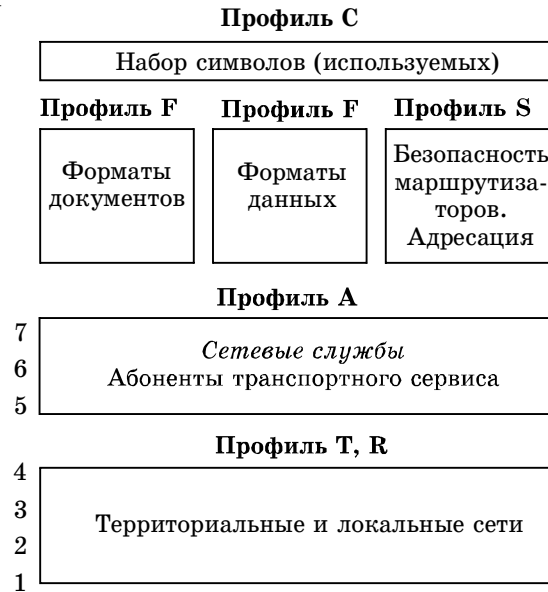 Профиль C
Набор символов (используемых)
Профиль F
Профиль F
Профиль S
Форматы
документов
Форматы
данных
Безопасность
маршрутиза-
торов.
Адресация
Профиль A
7
6
5
Сетевые службы
Абоненты транспортного сервиса
Профиль T, R
4
3
2
1
Территориальные и локальные сети